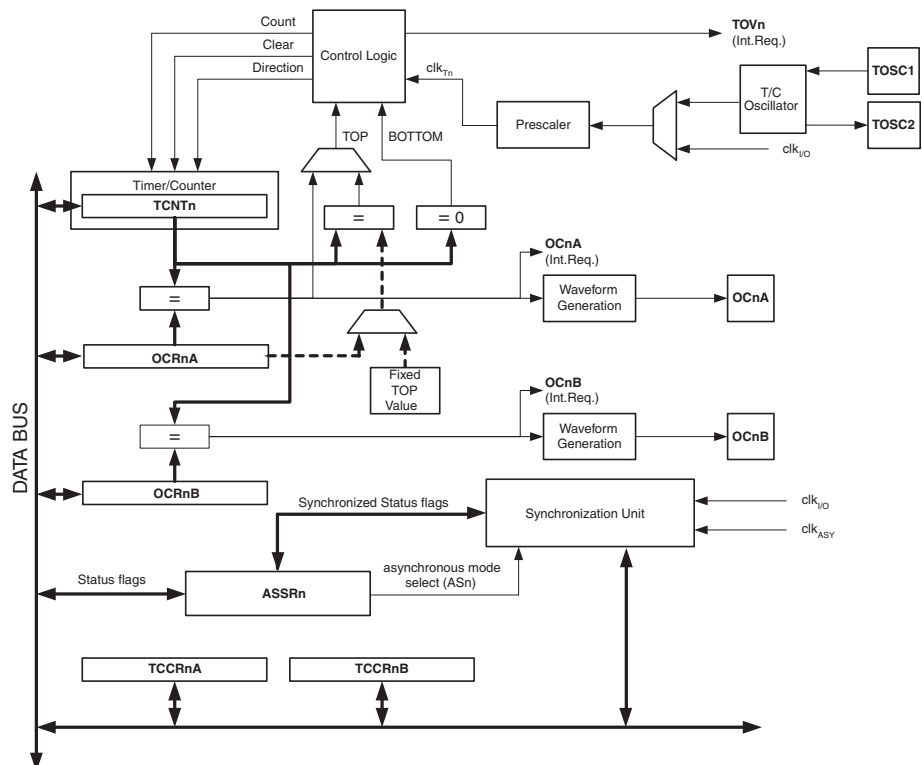 Count
Clear
Direction
Control Logic
TOVn
(Int.Req.)
clkTn
TOP
BOTTOM
Prescaler
T/C
Oscillator
TOSC1
TOSC2
clkI/O
Timer/Counter
TCNTn
=
= 0
=
OCnA
(Int.Req.)
Waveform
Generation
OCnA
OCRnA
Fixed
TOP
Value
=
OCnB
(Int.Req.)
Waveform
Generation
OCnB
OCRnB
DATA BUS
Synchronized Status flags
Synchronization Unit
clkI/O
clkASY
Status flags
ASSRn
asynchronous mode
select (ASn)
TCCRnA
TCCRnB